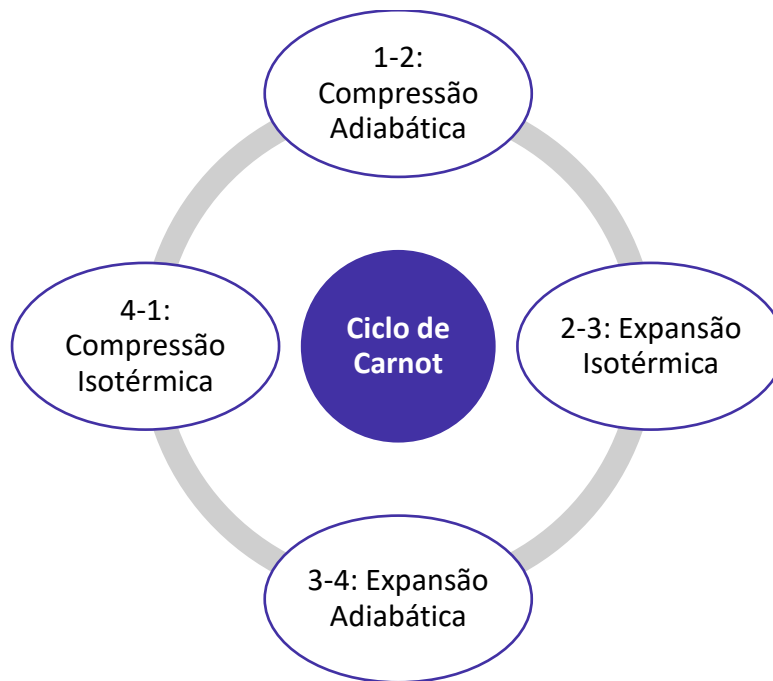 1-2:
Compressão
Adiabática
4-1:
Compressão
Isotérmica
Ciclo de
Carnot
2-3: Expansão
Isotérmica
3-4: Expansão
Adiabática